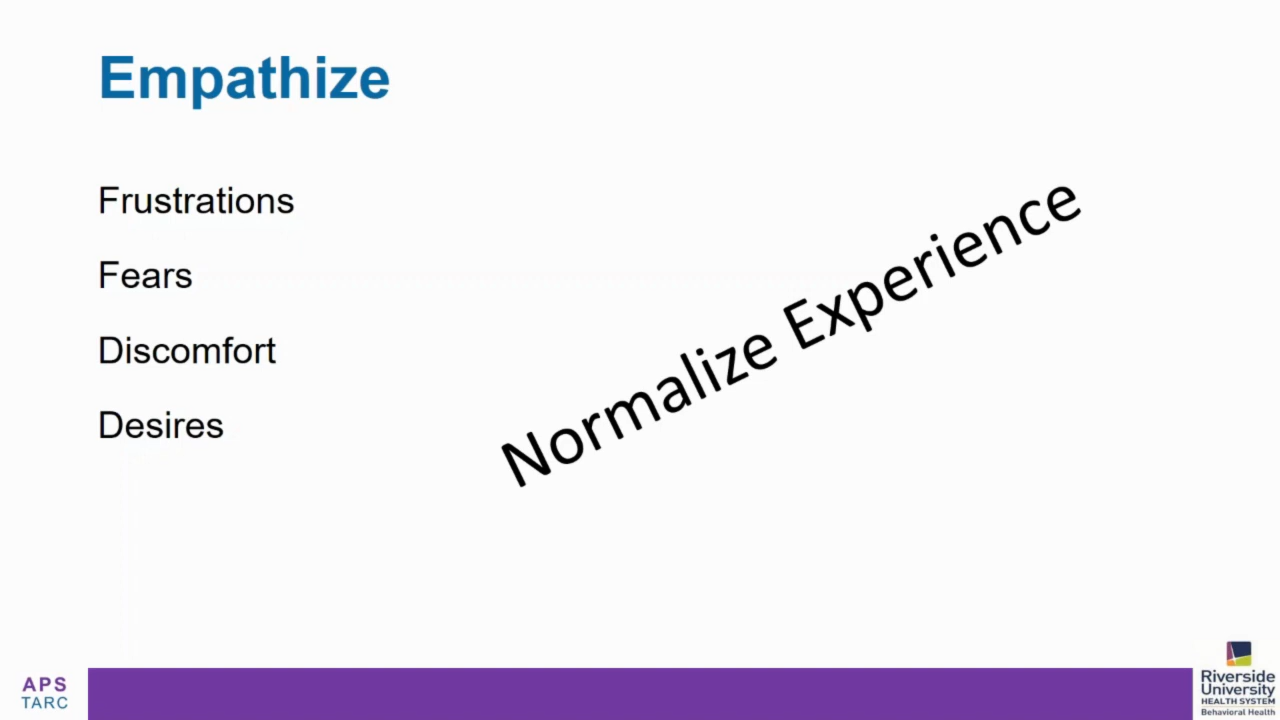 Empathize
Frustrations
Fears
Discomfort
Desires
Normalize Experience
APS
TARC
Riverside
University
HEALTH SYSTEM
Behavioral Health